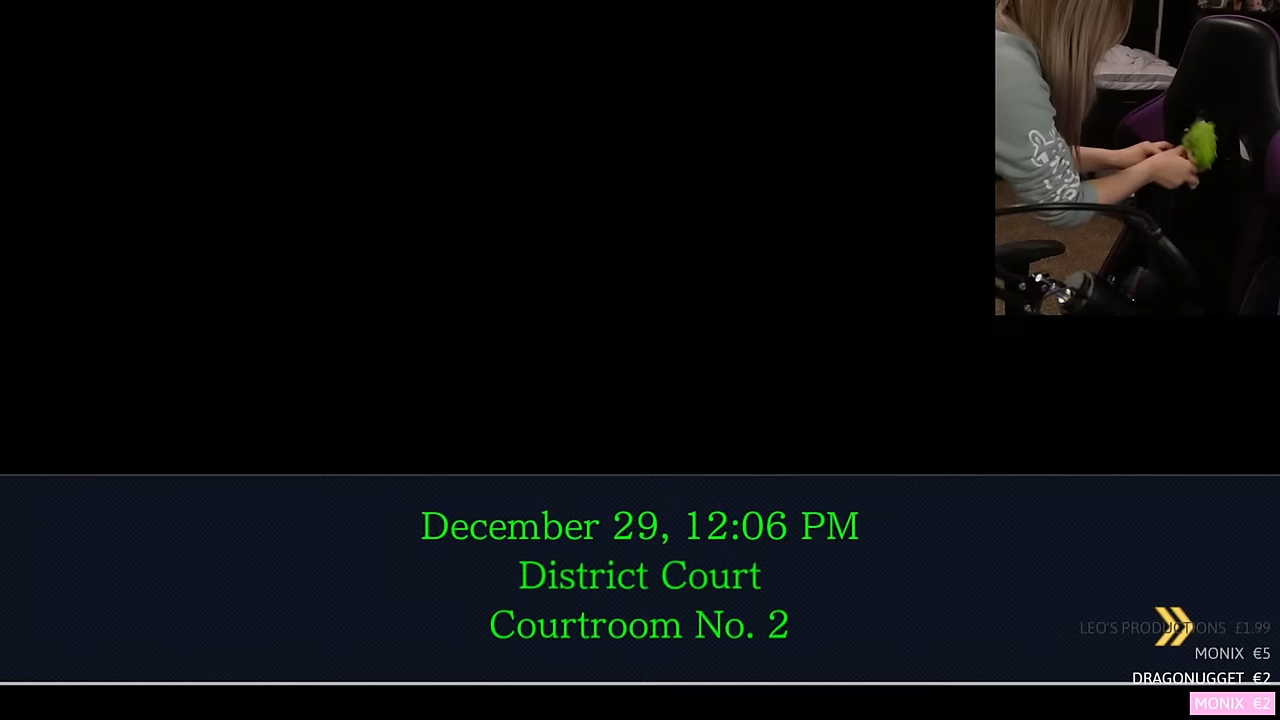 December 29, 12:06 PM
District Court
Courtroom No. 2
LEO'S PRODUCTIONS £1.99
MONIX €5
DRAGONUGGET €2
MONIX €2